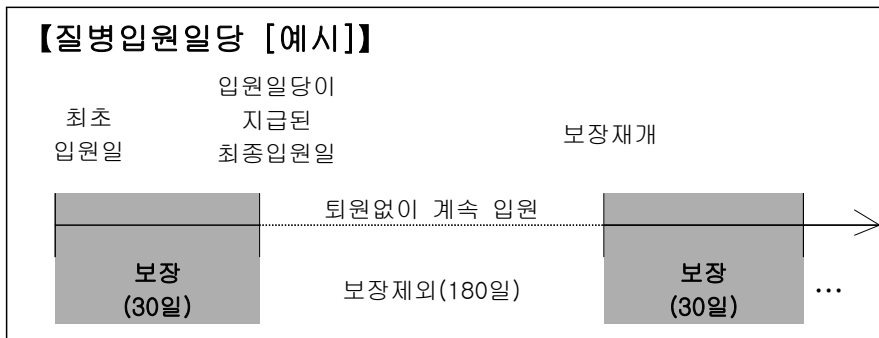 【질병입원일당 [예시]】
최초
입원일
입원일당이
지급된
최종입원일
보장재개
퇴원없이 계속 입원
보장
(30일)
보장제외(180일)
보장
(30일)
…